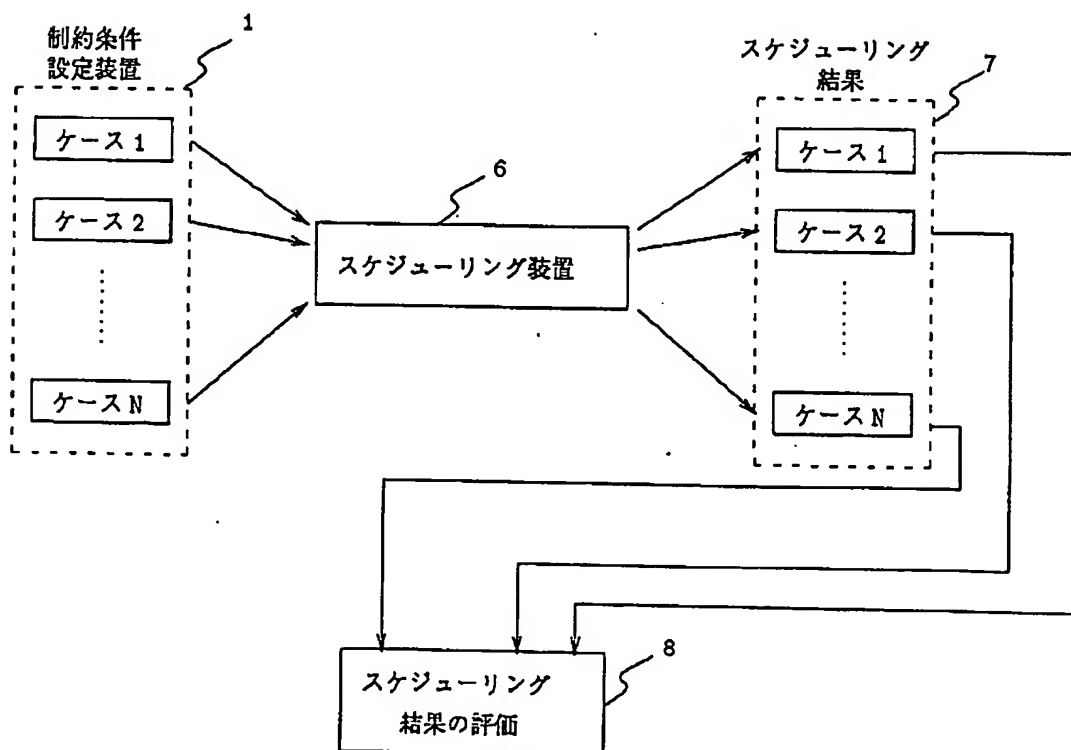 制約条件
設定装置
1
ケース1
ケース2
ケースN
6
スケジューリング装置
スケジューリング
結果
7
ケース1
ケース2
ケースN
8
スケジューリング
結果の評価